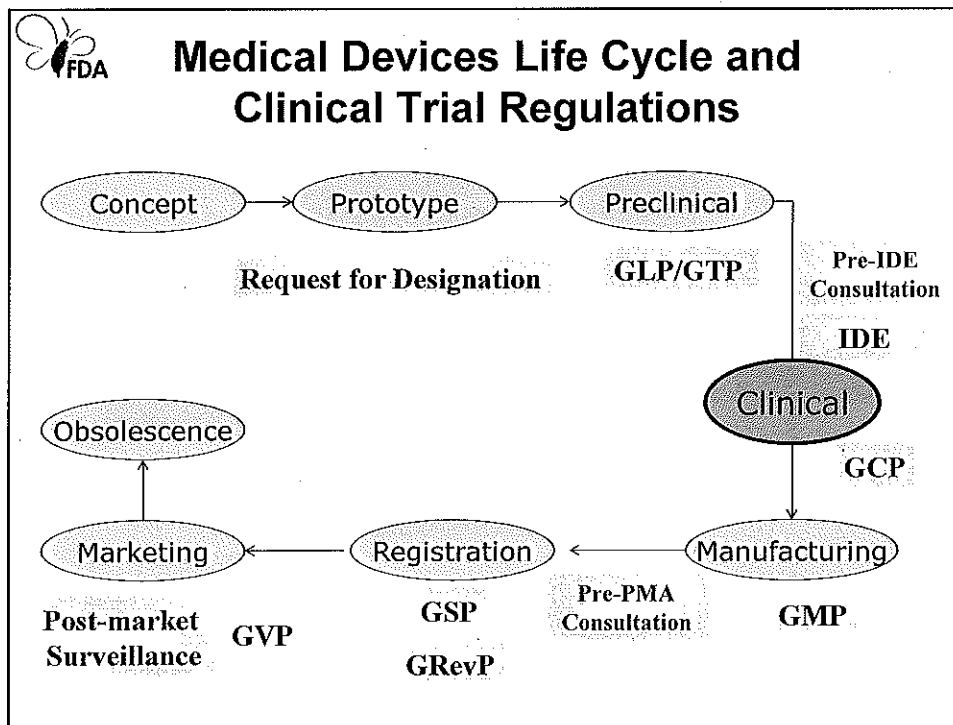 FDA
Medical Devices Life Cycle and
Clinical Trial Regulations
Concept
Prototype
Preclinical
Request for Designation
GLP/GTP
Pre-IDE
Consultation
IDE
Clinical
GCP
Obsolescence
Marketing
Registration
Manufacturing
Pre-PMA
Consultation
Post-market
Surveillance
GVP
GSP
GRevP
GMP